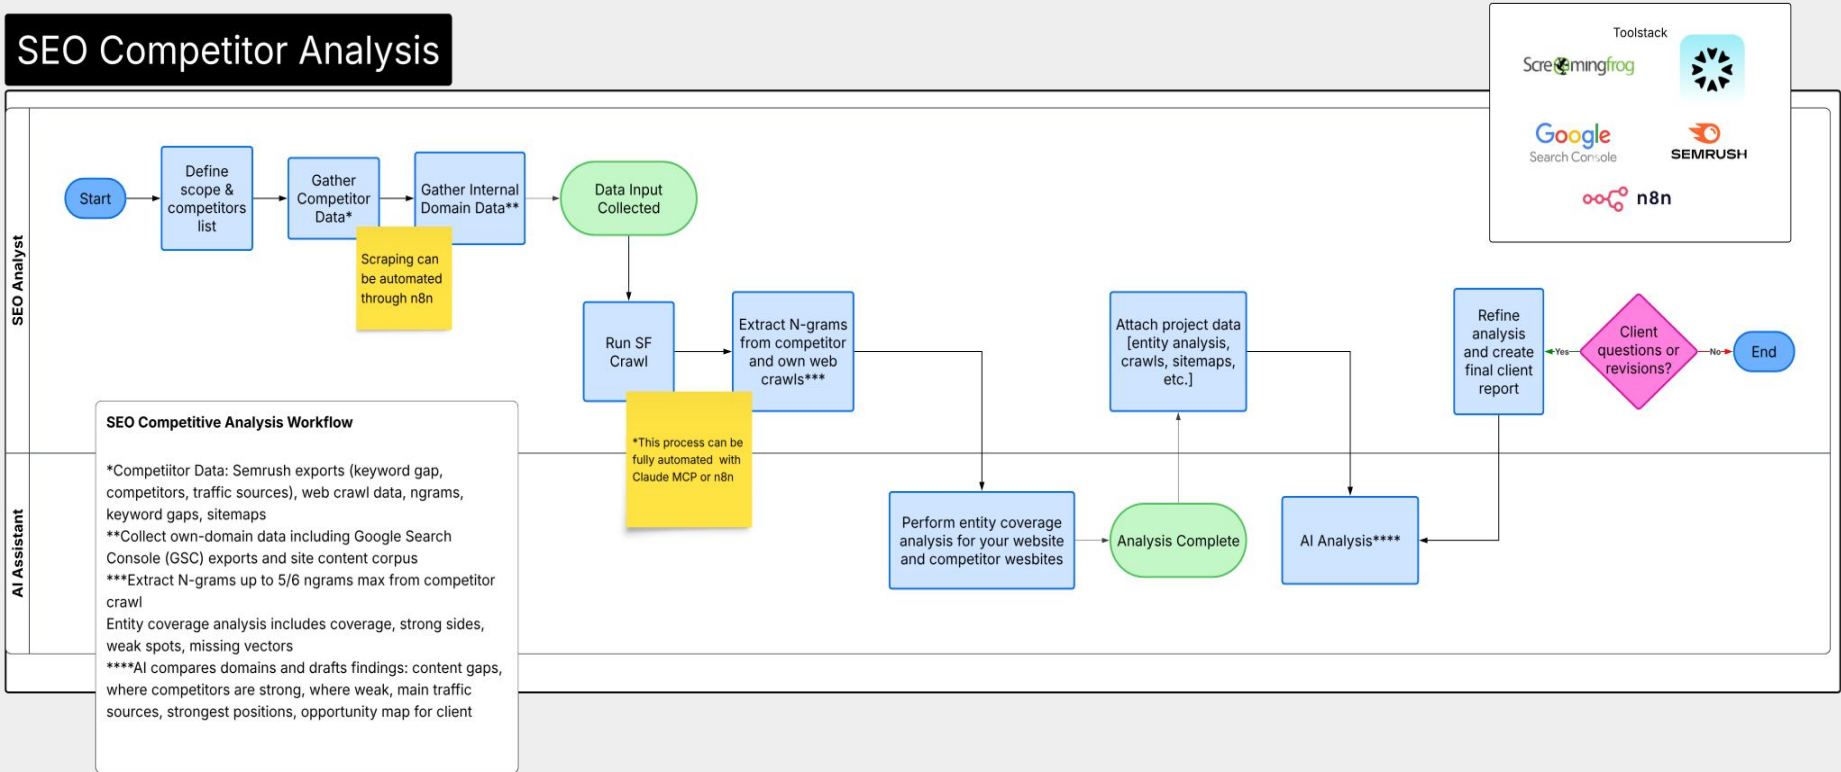 SEO Competitor Analysis
Toolstack
Screamingfrog
Google
Search Console
SEMRUSH
n8n
SEO Analyst
Start
Define
scope &
competitors
list
Gather
Competitor
Data*
Gather Internal
Domain Data**
Data Input
Collected
Scraping can
be automated
through n8n
Run SF
Crawl
Extract N-grams
from competitor
and own web
crawls***
*This process can be
fully automated with
Claude MCP or n8n
Attach project data
[entity analysis,
crawls, sitemaps,
etc.]
Refine
analysis
and create
final client
report
Yes
Client
questions or
revisions?
No
End
AI Assistant
Perform entity coverage
analysis for your website
and competitor wesbites
Analysis Complete
AI Analysis****
SEO Competitive Analysis Workflow
*Competiitor Data: Semrush exports (keyword gap,
competitors, traffic sources), web crawl data, ngrams,
keyword gaps, sitemaps
**Collect own-domain data including Google Search
Console (GSC) exports and site content corpus
***Extract N-grams up to 5/6 ngrams max from competitor
crawl
Entity coverage analysis includes coverage, strong sides,
weak spots, missing vectors
****AI compares domains and drafts findings: content gaps,
where competitors are strong, where weak, main traffic
sources, strongest positions, opportunity map for client